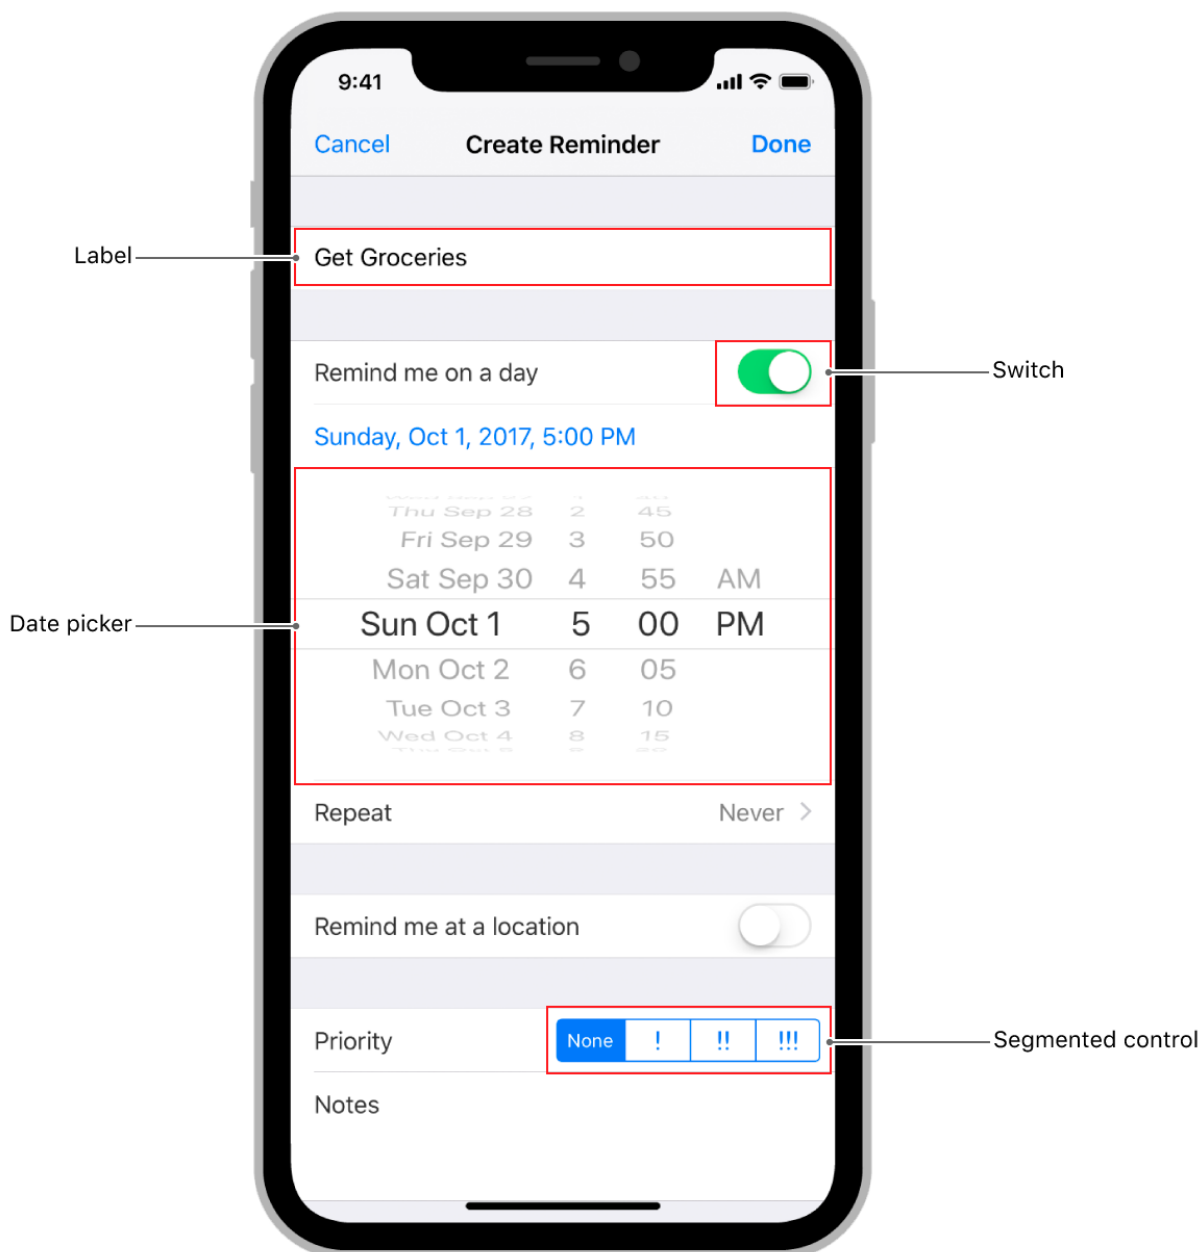 9:41
Cancel Create Reminder Done
Label
Get Groceries
Remind me on a day
Switch
Sunday, Oct 1, 2017, 5:00 PM
Thu Sep 28 2 45
Fri Sep 29 3 50
Sat Sep 30 4 55 AM
Date picker
Sun Oct 1 5 00 PM
Mon Oct 2 6 05
Tue Oct 3 7 10
Wed Oct 4 8 15
Repeat Never
Remind me at a location
Priority None ! !! !!!
Segmented control
Notes